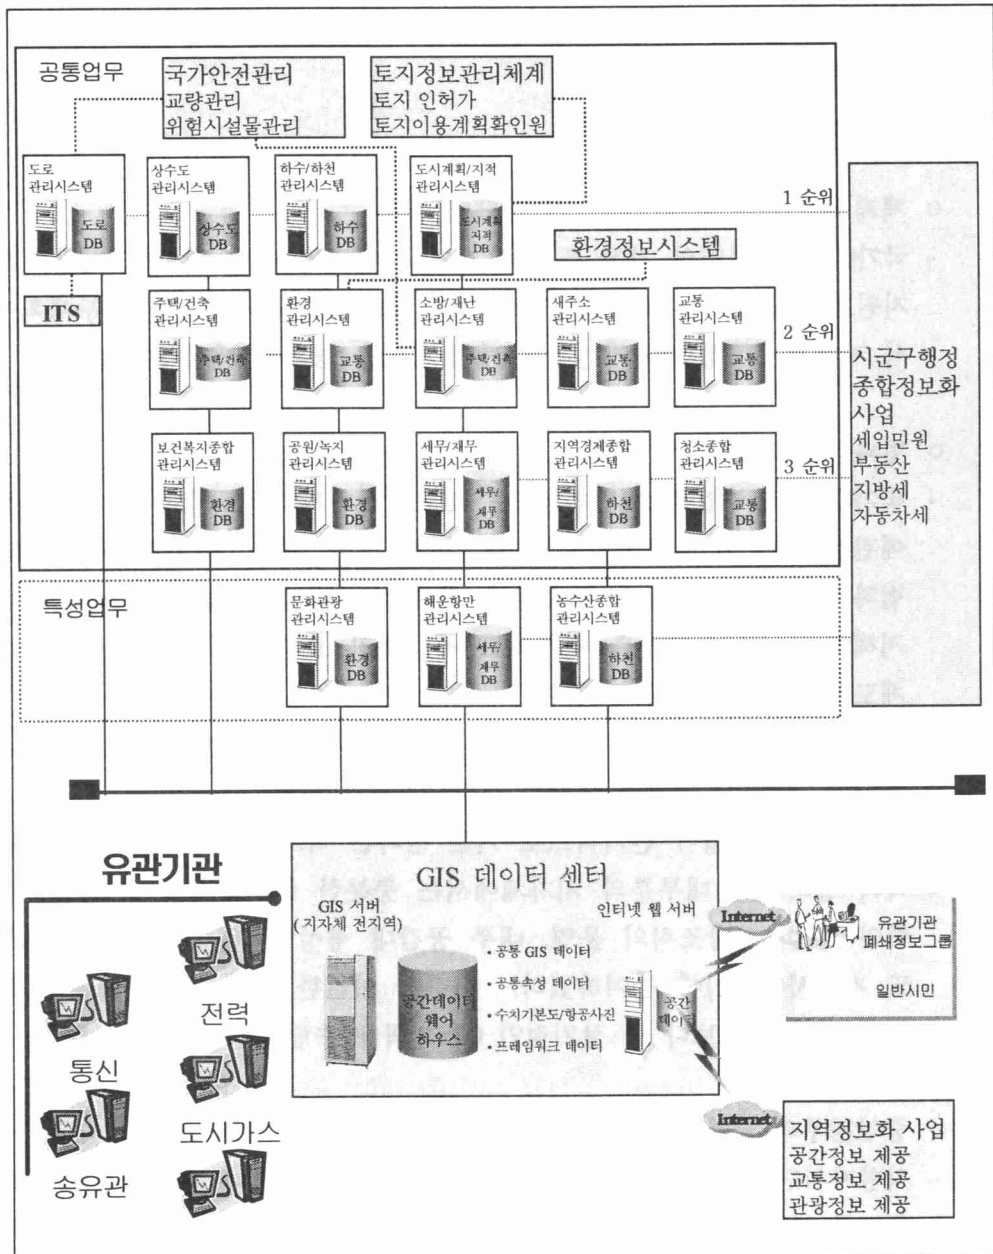 공통업무
국가안전관리
교량관리
위험시설물관리
토지정보관리체계
토지 인허가
토지이용계획확인원
도로
관리시스템
도로
DB
상수도
관리시스템
상수도
DB
하수/하천
관리시스템
하수
DB
도시계획/지적
관리시스템
도시계획
지적
DB
1 순위
환경정보시스템
ITS
주택/건축
관리시스템
주택/건축
DB
환경
관리시스템
교통
DB
소방/재난
관리시스템
주택/건축
DB
새주소
관리시스템
교통
DB
교통
관리시스템
교통
DB
2 순위
시군구행정
종합정보화
사업
세입민원
부동산
지방세
자동차세
보건복지종합
관리시스템
환경
DB
공원/녹지
관리시스템
환경
DB
세무/재무
관리시스템
세무/
재무
DB
지역경제종합
관리시스템
하천
DB
청소종합
관리시스템
교통
DB
3 순위
특성업무
문화관광
관리시스템
환경
DB
해운항만
관리시스템
세무/
재무
DB
농수산종합
관리시스템
하천
DB
유관기관
전력
통신
도시가스
송유관
GIS 데이터 센터
GIS 서버
(지자체 전지역)
인터넷 웹 서버
공간데이터
웨어
하우스
• 공통 GIS 데이터
• 공통속성 데이터
• 수치기본도/항공사진
• 프레임워크 데이터
공간
데이터
Internet
유관기관
폐쇄정보그룹
일반시민
Internet
지역정보화 사업
공간정보 제공
교통정보 제공
관광정보 제공